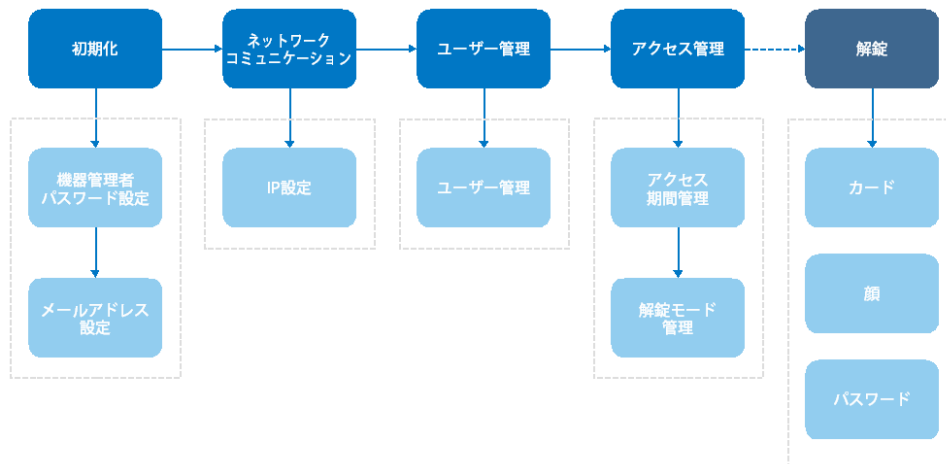 初期化
ネットワーク
コミュニケーション
ユーザー管理
アクセス管理
解錠
機器管理者
パスワード設定
IP設定
ユーザー管理
アクセス
期間管理
カード
メールアドレス
設定
解錠モード
管理
顔
パスワード